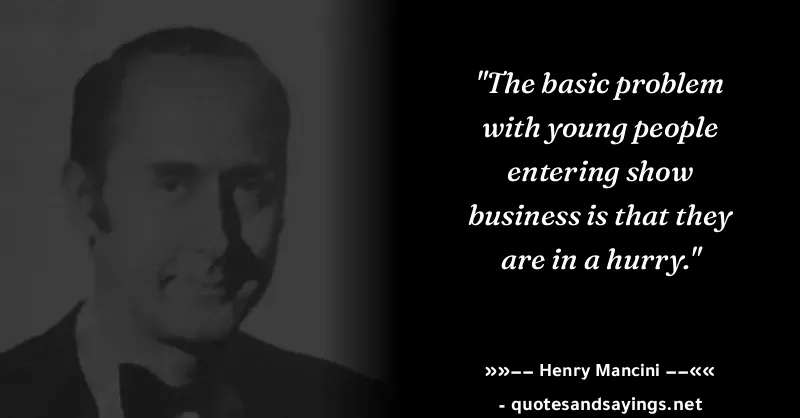 "The basic problem
with young people
entering show
business is that they
are in a hurry."
»»−− Henry Mancini −−««
- quotesandsayings.net